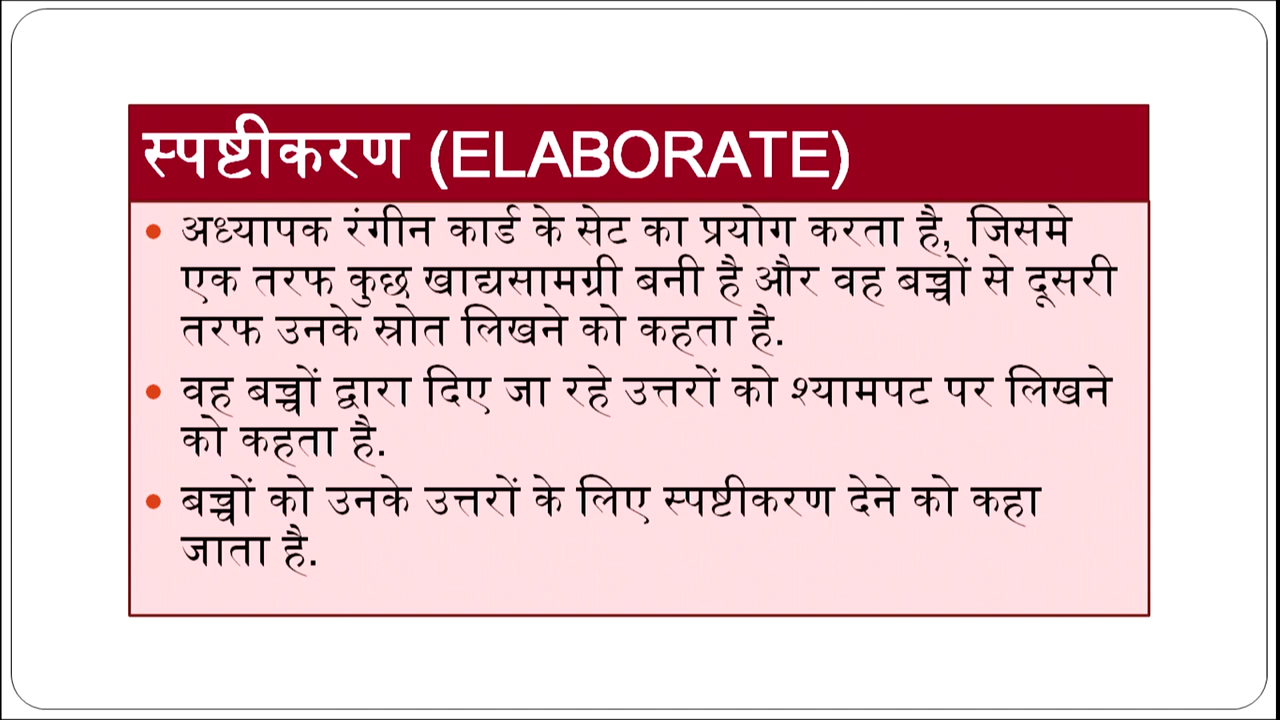 स्पष्टीकरण (ELABORATE)
• अध्यापक रंगीन कार्ड के सेट का प्रयोग करता है, जिसमे
एक तरफ कुछ खाद्यसामग्री बनी है और वह बच्चों से दूसरी
तरफ उनके स्रोत लिखने को कहता है.
• वह बच्चों द्वारा दिए जा रहे उत्तरों को श्यामपट पर लिखने
को कहता है.
• बच्चों को उनके उत्तरों के लिए स्पष्टीकरण देने को कहा
जाता है.